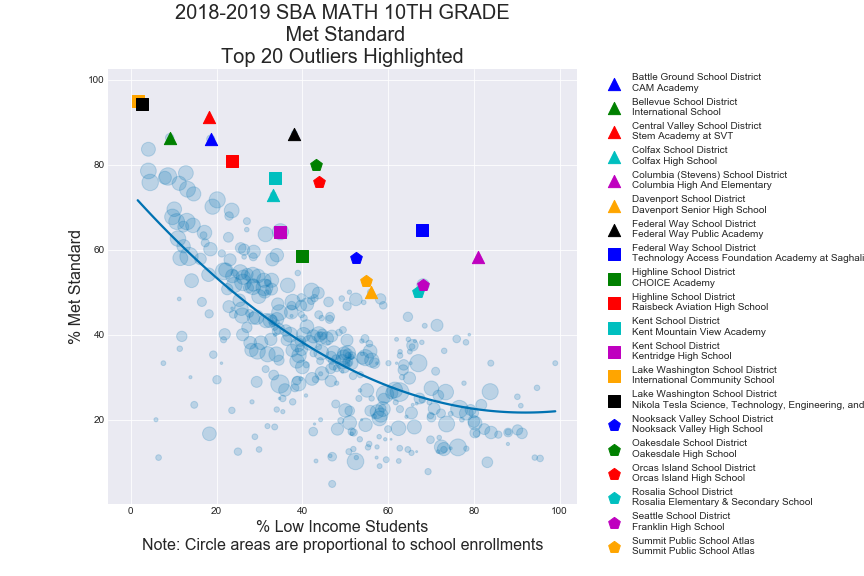 2018-2019 SBA MATH 10TH GRADE
Met Standard
Top 20 Outliers Highlighted
% Met Standard
100
80
60
40
20
0
20
40
60
80
100
% Low Income Students
Note: Circle areas are proportional to school enrollments
Battle Ground School District
CAM Academy
Bellevue School District
International School
Central Valley School District
Stem Academy at SVT
Colfax School District
Colfax High School
Columbia (Stevens) School District
Columbia High And Elementary
Davenport School District
Davenport Senior High School
Federal Way School District
Federal Way Public Academy
Federal Way School District
Technology Access Foundation Academy at Saghali
Highline School District
CHOICE Academy
Highline School District
Raisbeck Aviation High School
Kent School District
Kent Mountain View Academy
Kent School District
Kentridge High School
Lake Washington School District
International Community School
Lake Washington School District
Nikola Tesla Science, Technology, Engineering, and
Nooksack Valley School District
Nooksack Valley High School
Oakesdale School District
Oakesdale High School
Orcas Island School District
Orcas Island High School
Rosalia School District
Rosalia Elementary & Secondary School
Seattle School District
Franklin High School
Summit Public School Atlas
Summit Public School Atlas